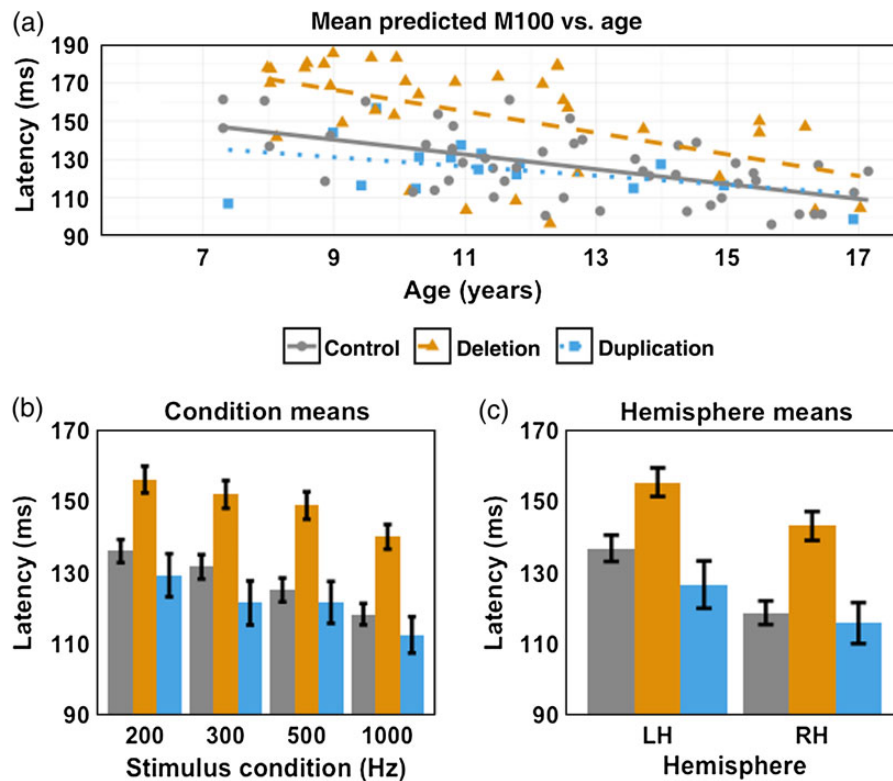 (a) Mean predicted M100 vs. age
Latency (ms)
190
170
150
130
110
90
7 9 11 13 15 17
Age (years)
Control Deletion Duplication
(b) Condition means
Latency (ms)
170
150
130
110
90
200 300 500 1000
Stimulus condition (Hz)
(c) Hemisphere means
Latency (ms)
170
150
130
110
90
LH RH
Hemisphere